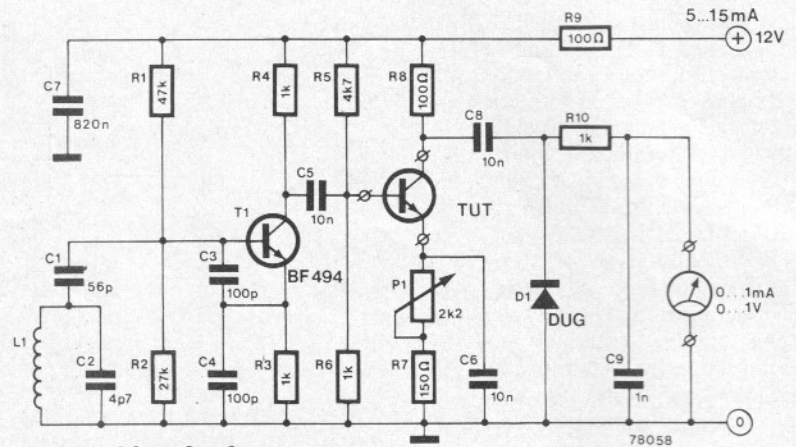 R9
100Ω
5...15mA
12V
C7
820n
R1
47k
R4
1k
R5
4k7
R8
100Ω
C8
10n
R10
1k
C5
10n
T1
BF 494
TUT
C1
56p
C3
100p
P1
2k2
D1
DUG
0...1mA
0...1V
L1
C2
4p7
R2
27k
C4
100p
R3
1k
R6
1k
R7
150Ω
C6
10n
C9
1n
0
78058